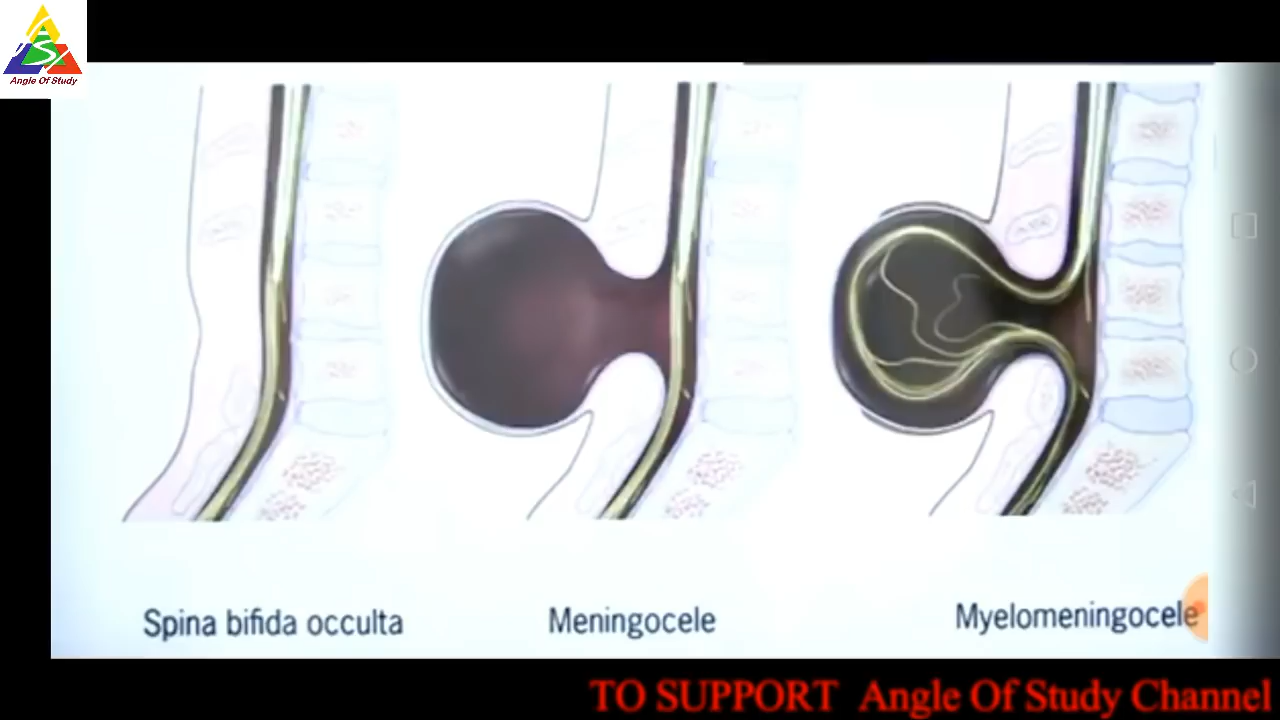 Angle Of Study
Spina bifida occulta
Meningocele
Myelomeningocele
TO SUPPORT Angle Of Study Channel